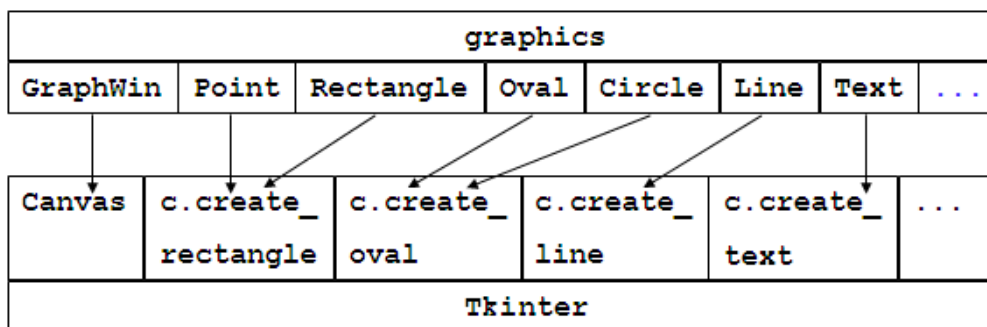 graphics
GraphWin Point Rectangle Oval Circle Line Text ...
Canvas c.create_ c.create_ c.create_ c.create_ ...
rectangle oval line text
Tkinter